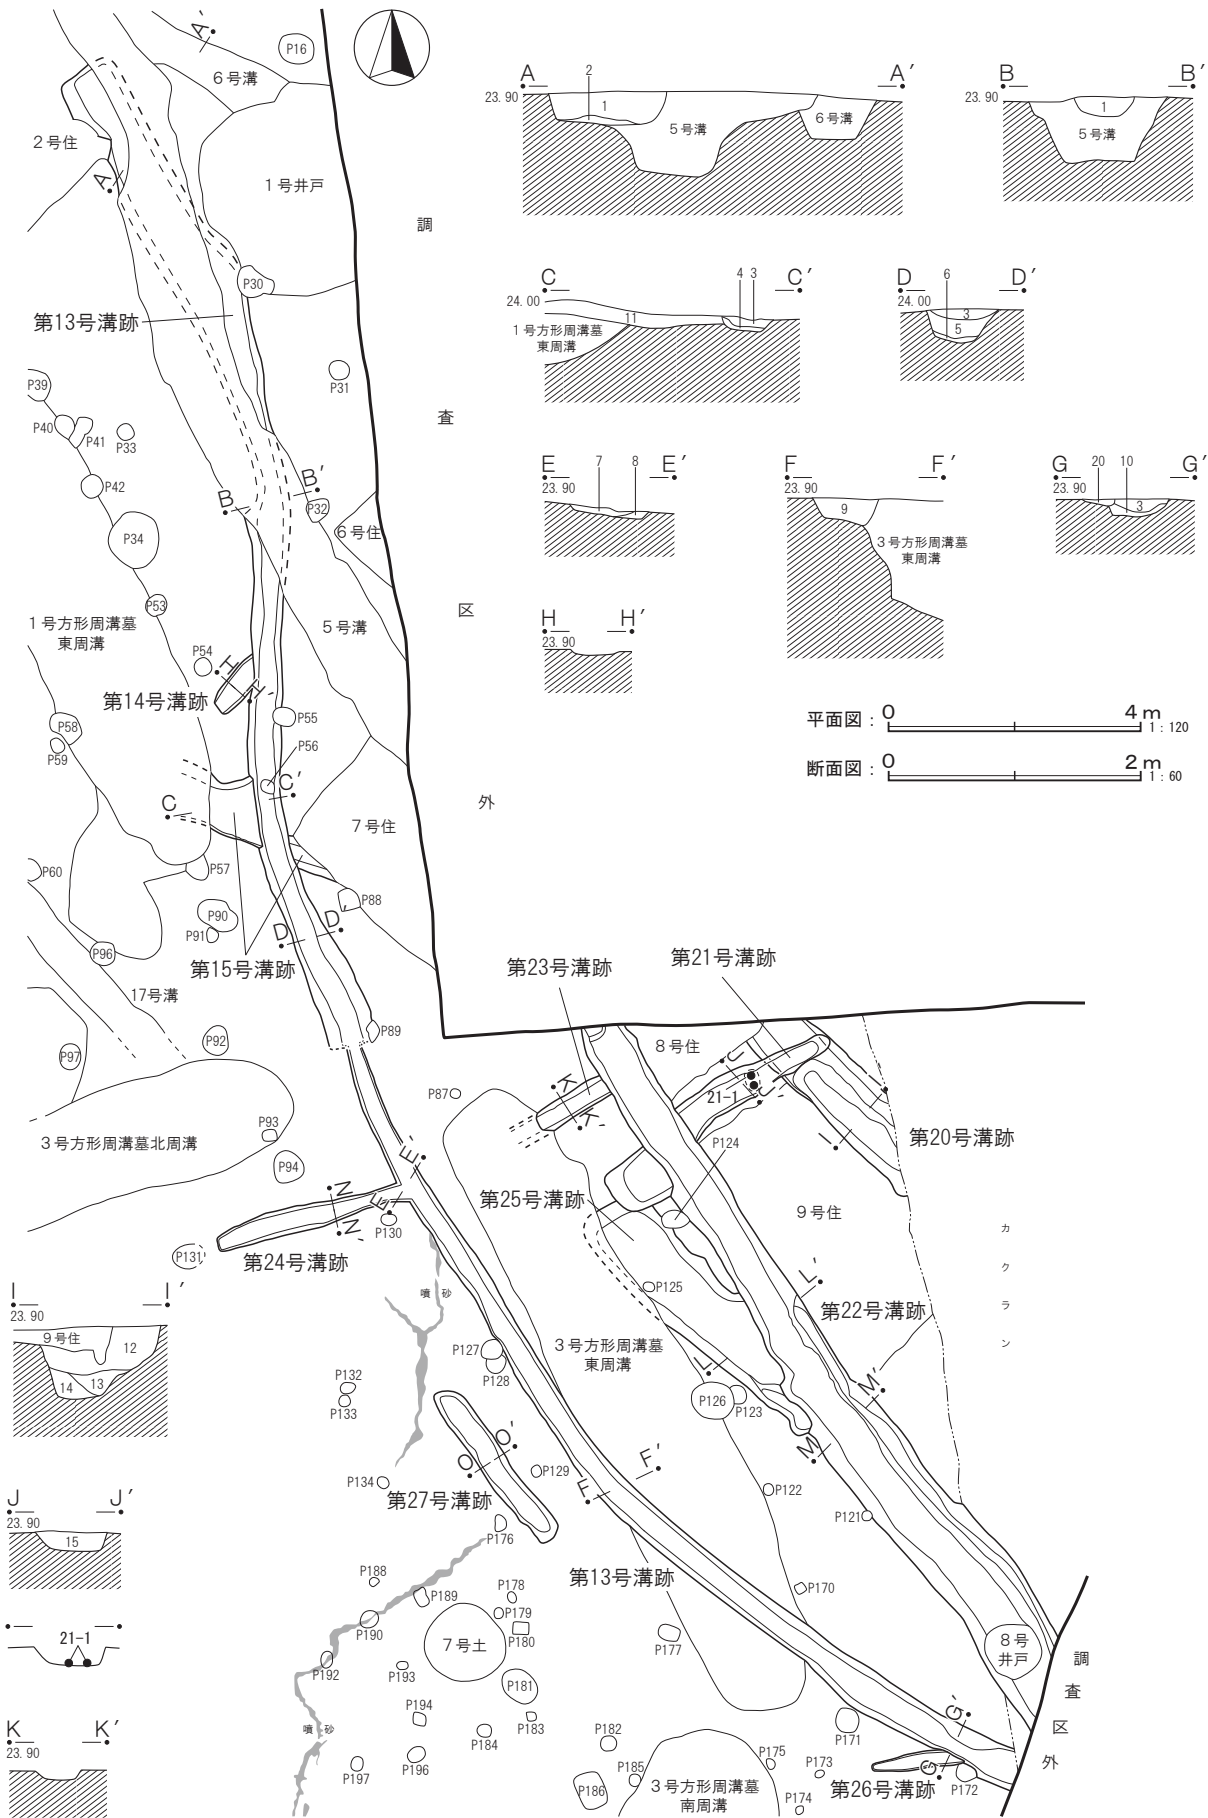 A′
P16
6号溝
2号住
A
1号井戸
P30
第13号溝跡
P31
P39
P40
P41
P33
P42
P34
B
B′
P32
6号住
P53
1号方形周溝墓
東周溝
5号溝
P54
H
H′
第14号溝跡
P55
P56
P58
P59
C
C′
7号住
P57
P60
P88
P90
P91
D
D′
P96
第15号溝跡
17号溝
P89
P92
P97
P93
3号方形周溝墓北周溝
P94
調
査
区
外
A
A′
23.90
2
1
5号溝
6号溝
B
B′
23.90
1
5号溝
C
C′
24.00
4 3
11
1号方形周溝墓
東周溝
D
D′
24.00
6
3
5
E
E′
23.90
7
8
F
F′
23.90
9
3号方形周溝墓
東周溝
G
G′
23.90
20 10
3
H
H′
23.90
平面図：0 4m
1：120
断面図：0 2m
1：60
第23号溝跡
第21号溝跡
8号住
J
J′
21-1
I
I′
K
K′
P87
P124
第20号溝跡
第25号溝跡
9号住
カ
ク
ラ
ン
N
N′
E
E′
P130
P131
第24号溝跡
噴 砂
P125
L
L′
第22号溝跡
3号方形周溝墓
東周溝
P127
P128
P132
P133
P126
P123
M
M′
O
O′
P129
P134
第27号溝跡
F
F′
P122
P121
P176
第13号溝跡
P188
P189
P178
P179
P180
P190
7号土
P192
P193
P181
P194
P183
P184
噴 砂
P197
P196
P182
P185
P186
P177
P170
3号方形周溝墓
南周溝
P171
P175
P173
P174
第26号溝跡
G
G′
P172
8号
井戸
調
査
区
外
I
I′
23.90
9号住
12
13
14
J
J′
23.90
15
21-1
K
K′
23.90